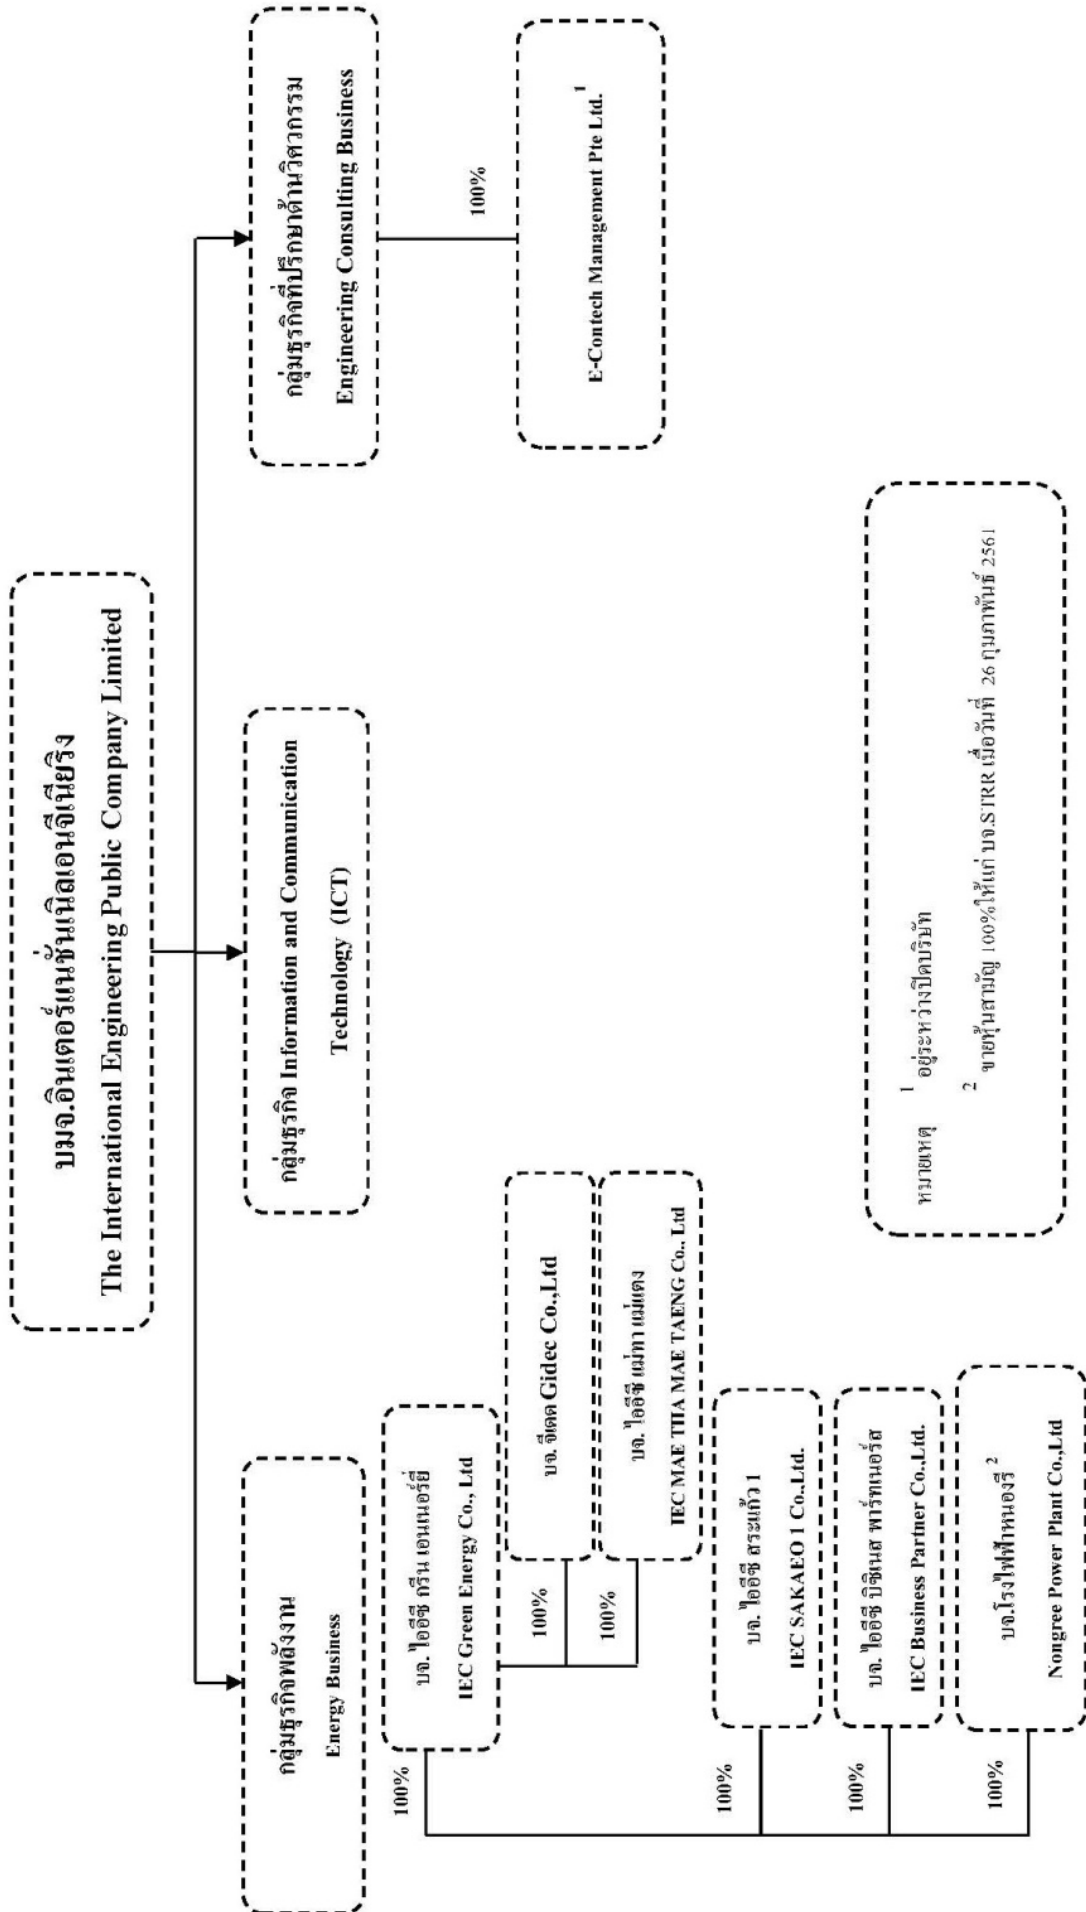 บมจ.อินเตอร์แนชั่นเนิลเอนจีเนียริง
The International Engineering Public Company Limited
กลุ่มธุรกิจพลังงาน
Energy Business
กลุ่มธุรกิจ Information and Communication
Technology (ICT)
กลุ่มธุรกิจที่ปรึกษาด้านวิศวกรรม
Engineering Consulting Business
100%
บจ. ไออีซี กรีน เอนเนอร์ยี่
IEC Green Energy Co., Ltd
100%
บจ. จีเดค Gidec Co.,Ltd
100%
บจ. ไออีซี แม่ทา แม่แตง
IEC MAE THA MAE TAENG Co., Ltd
100%
บจ. ไออีซี สระแก้ว 1
IEC SAKAEO 1 Co.,Ltd.
100%
บจ. ไออีซี บิซิเนส พาร์ทเนอร์ส
IEC Business Partner Co.,Ltd.
100%
บจ.โรงไฟฟ้าหนองรี 2
Nongree Power Plant Co.,Ltd
100%
E-Contech Management Pte Ltd. 1
หมายเหตุ 1 อยู่ระหว่างปิดบริษัท
2 ขายหุ้นสามัญ 100%ให้แก่ บจ.STRR เมื่อวันที่ 26 กุมภาพันธ์ 2561